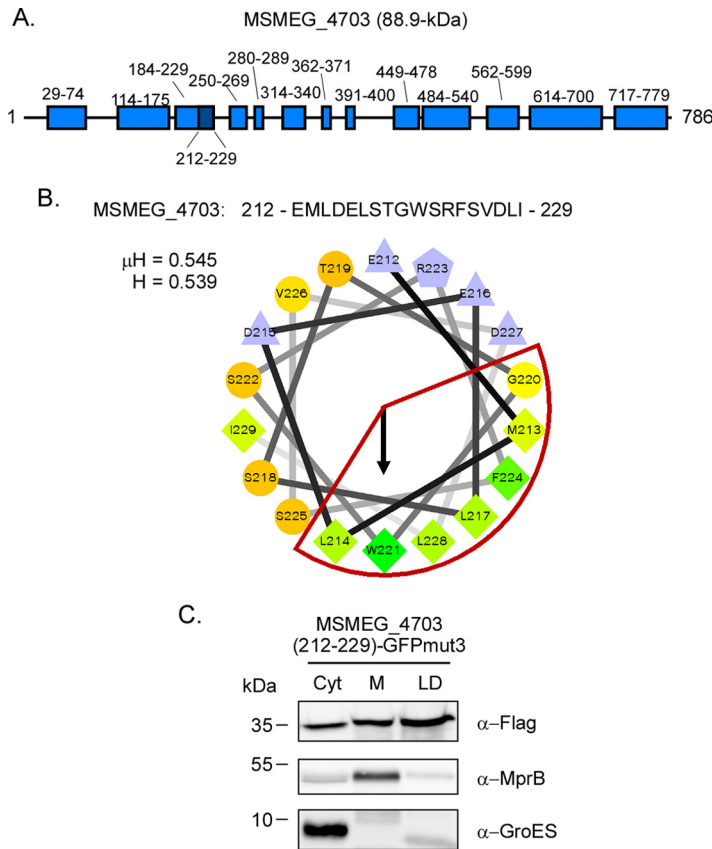 A.
MSMEG_4703 (88.9-kDa)
280-289
362-371
184-229
449-478
562-599
250-269
314-340
29-74
114-175
391-400
484-540
614-700
717-779
1
786
212-229
B.
MSMEG_4703: 212 - EMLDELSTGWSRFSVDLI - 229
µH = 0.545
H = 0.539
E212
T219
R223
V226
E216
D215
D227
S222
G220
I229
M213
S218
F224
S225
L217
L214
W221
L228
C.
MSMEG_4703
(212-229)-GFPmut3
kDa
Cyt M LD
35
α-Flag
55
α-MprB
10
α-GroES